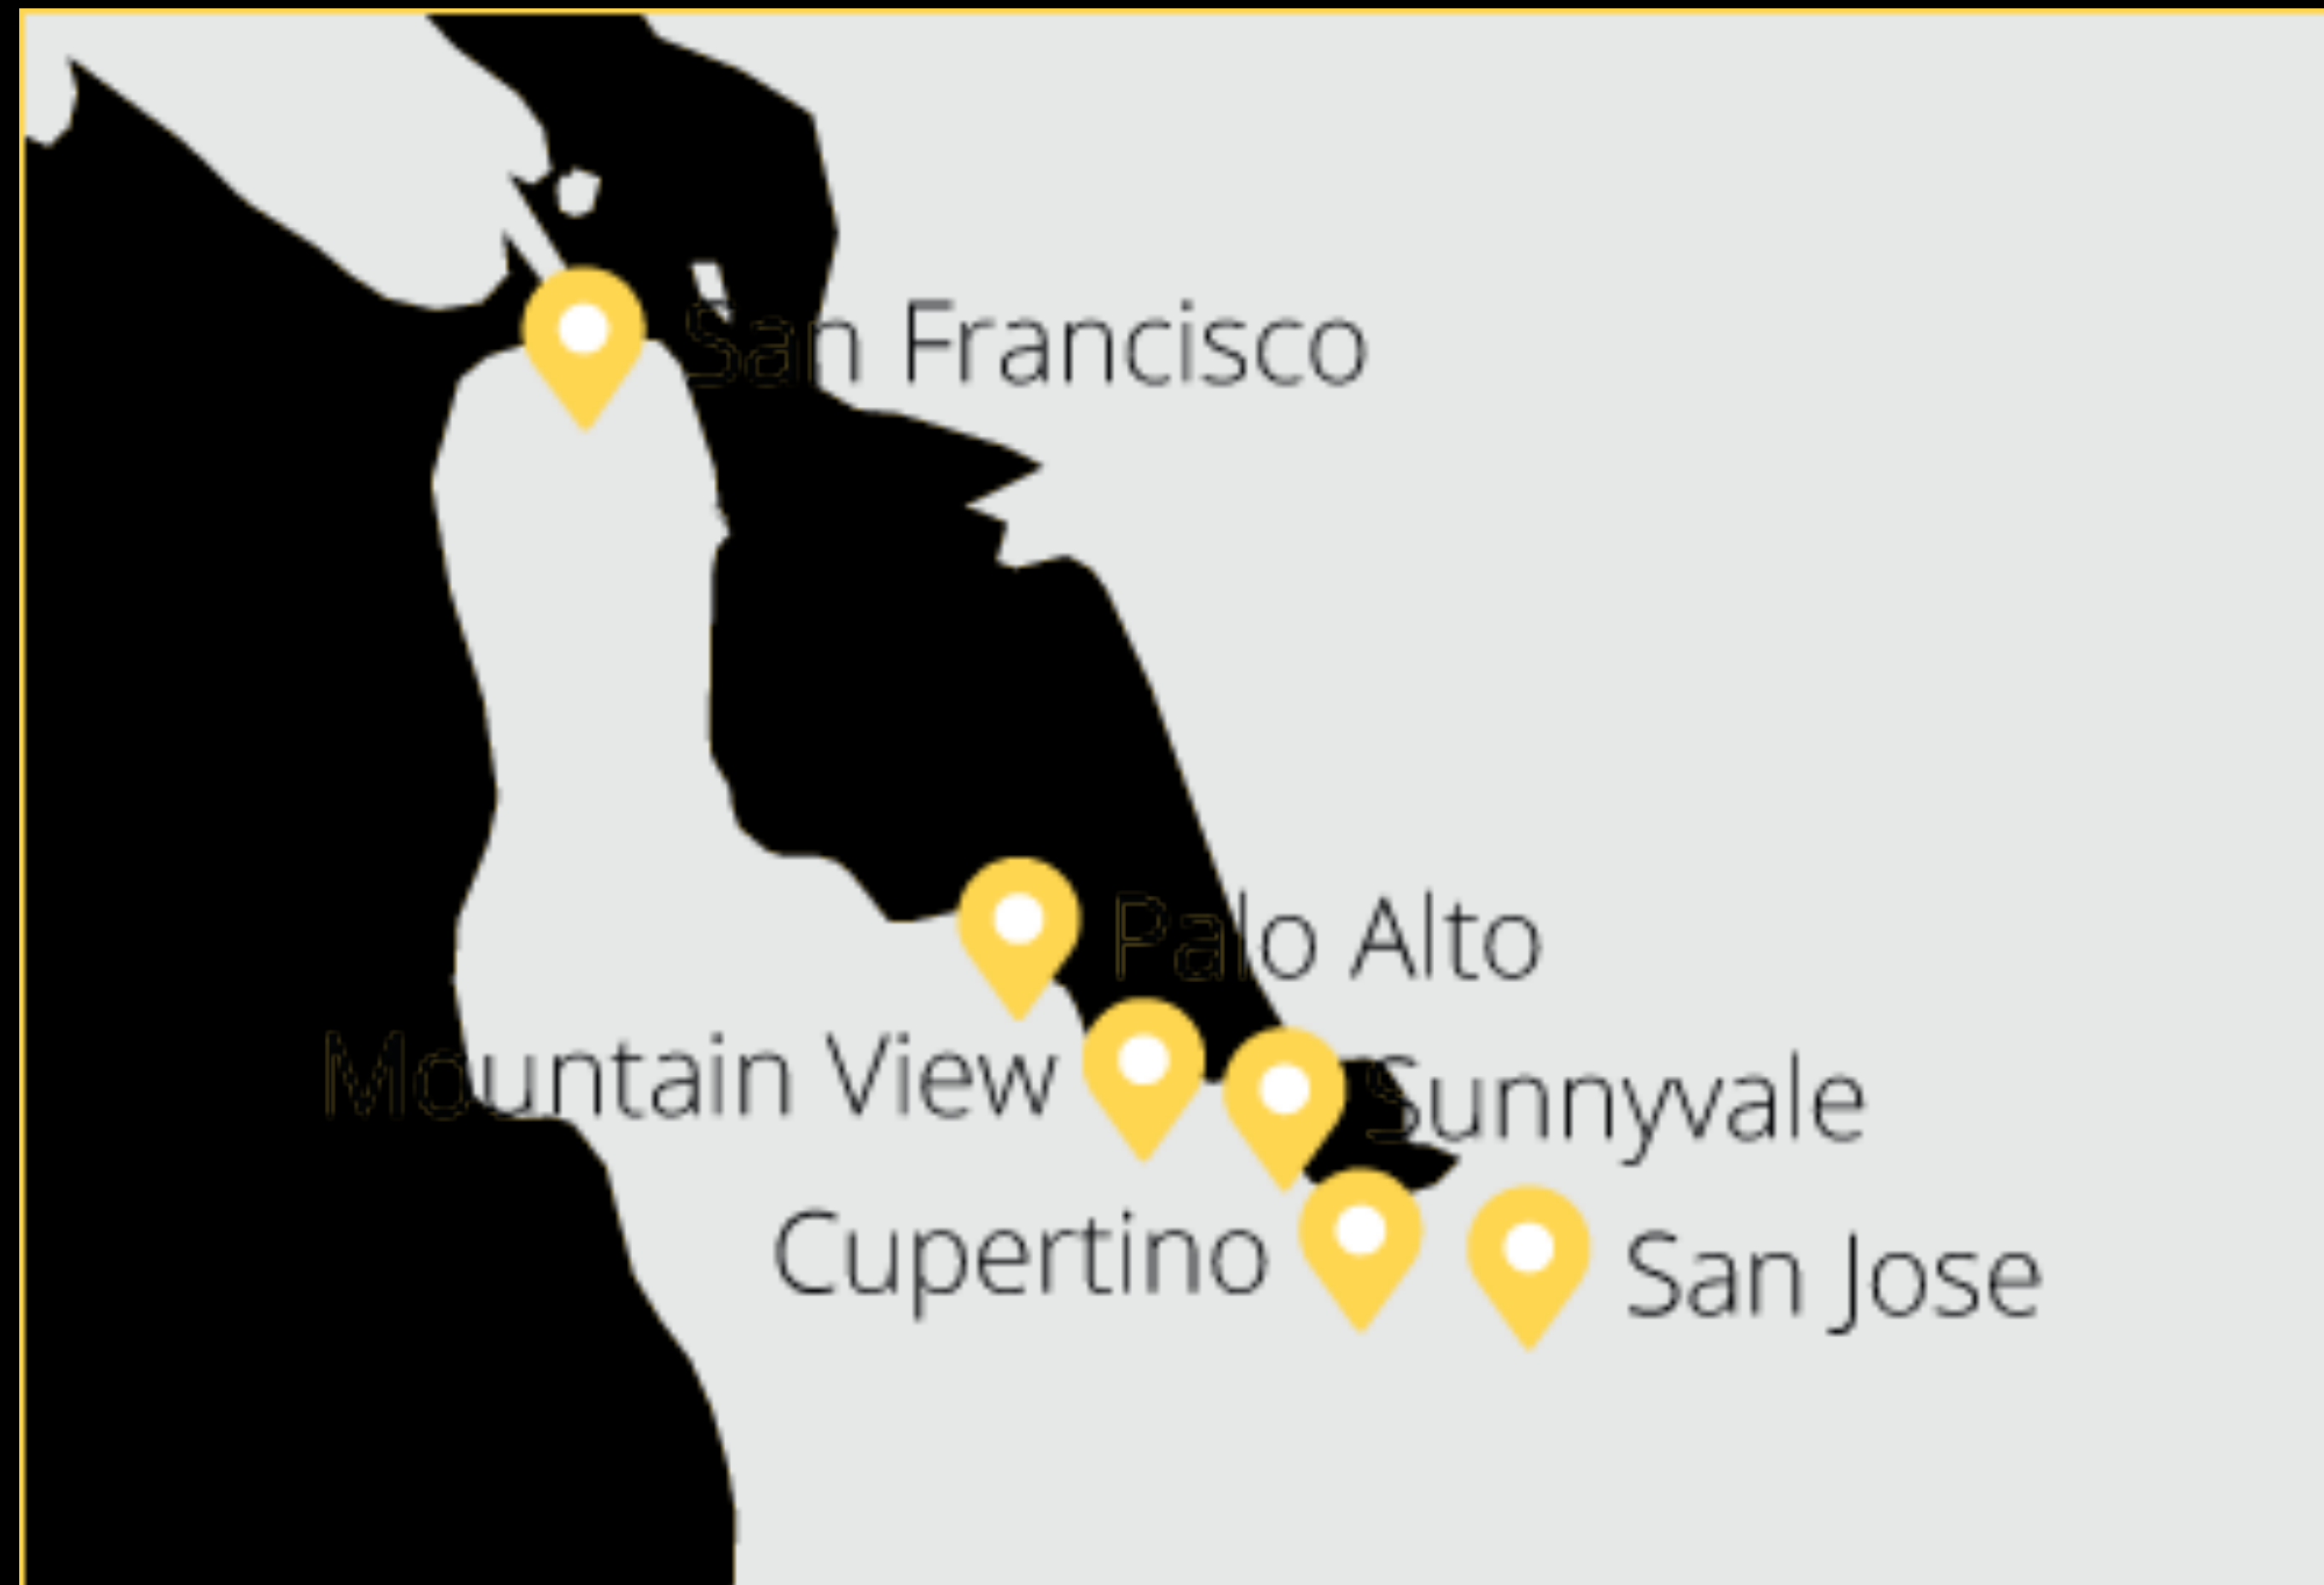 San Francisco
Palo Alto
Mountain View
Sunnyvale
Cupertino
San Jose